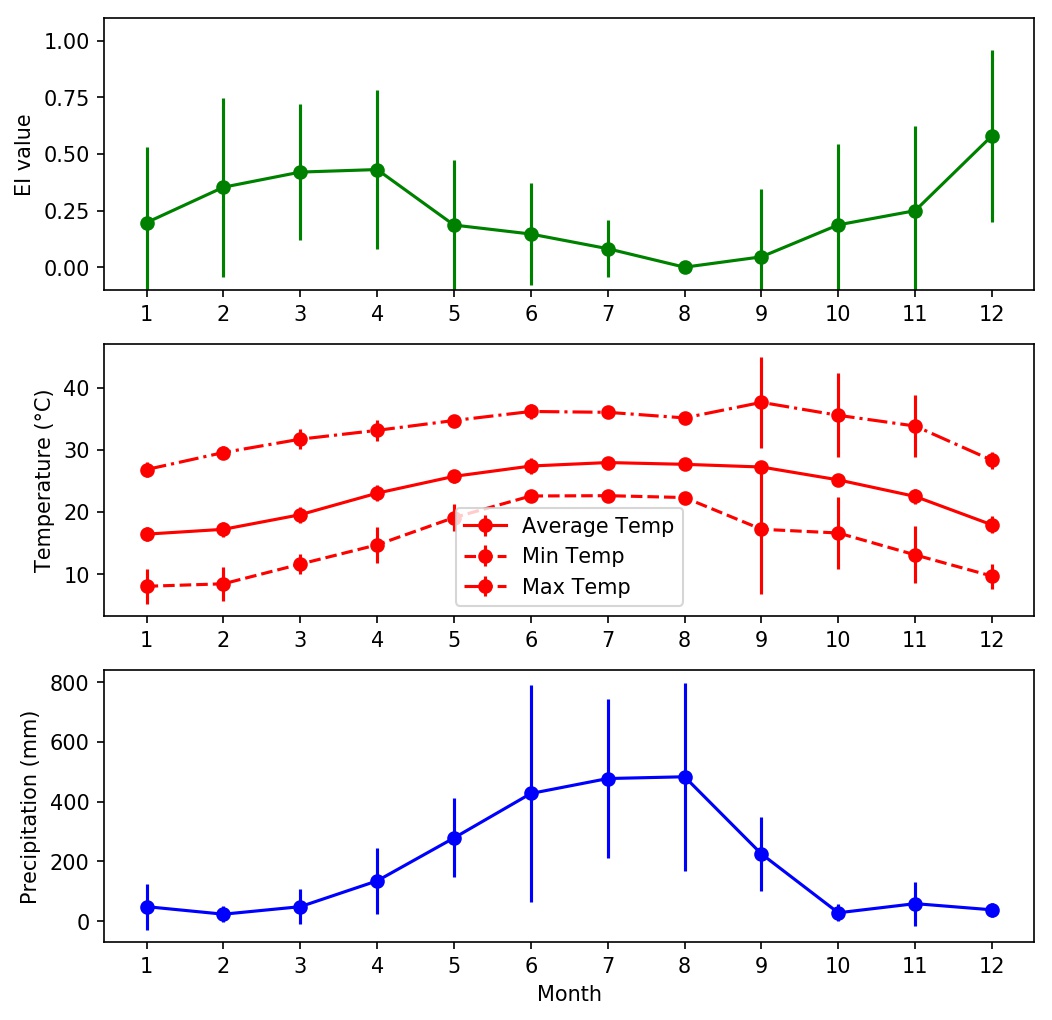 EI value
1.00
0.75
0.50
0.25
0.00
1 2 3 4 5 6 7 8 9 10 11 12
Temperature (°C)
40
30
20
10
Average Temp
Min Temp
Max Temp
1 2 3 4 5 6 7 8 9 10 11 12
Precipitation (mm)
800
600
400
200
0
1 2 3 4 5 6 7 8 9 10 11 12
Month